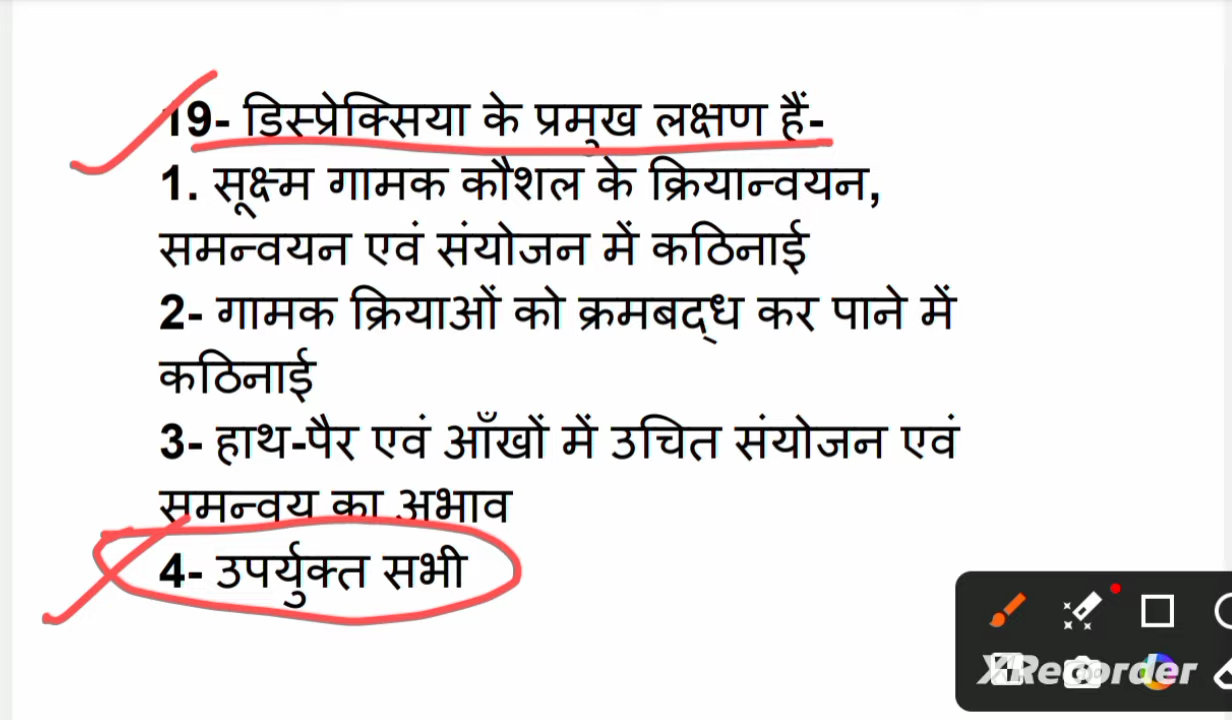 19- डिस्प्रेक्सिया के प्रमुख लक्षण हैं-
1. सूक्ष्म गामक कौशल के क्रियान्वयन,
समन्वयन एवं संयोजन में कठिनाई
2- गामक क्रियाओं को क्रमबद्ध कर पाने में
कठिनाई
3- हाथ-पैर एवं आँखों में उचित संयोजन एवं
समन्वय का अभाव
4- उपर्युक्त सभी
XRecorder